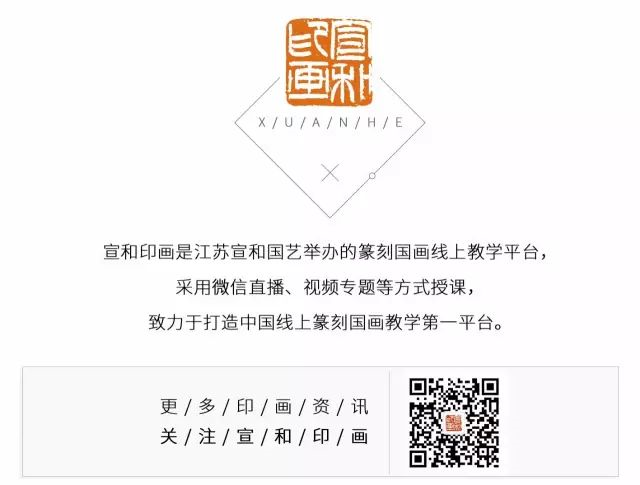 宣和印画
X/U/A/N/H/E
宣和印画是江苏宣和国艺举办的篆刻国画线上教学平台，
采用微信直播、视频专题等方式授课，
致力于打造中国线上篆刻国画教学第一平台。
更/多/印/画/资/讯
关/注/宣/和/印/画